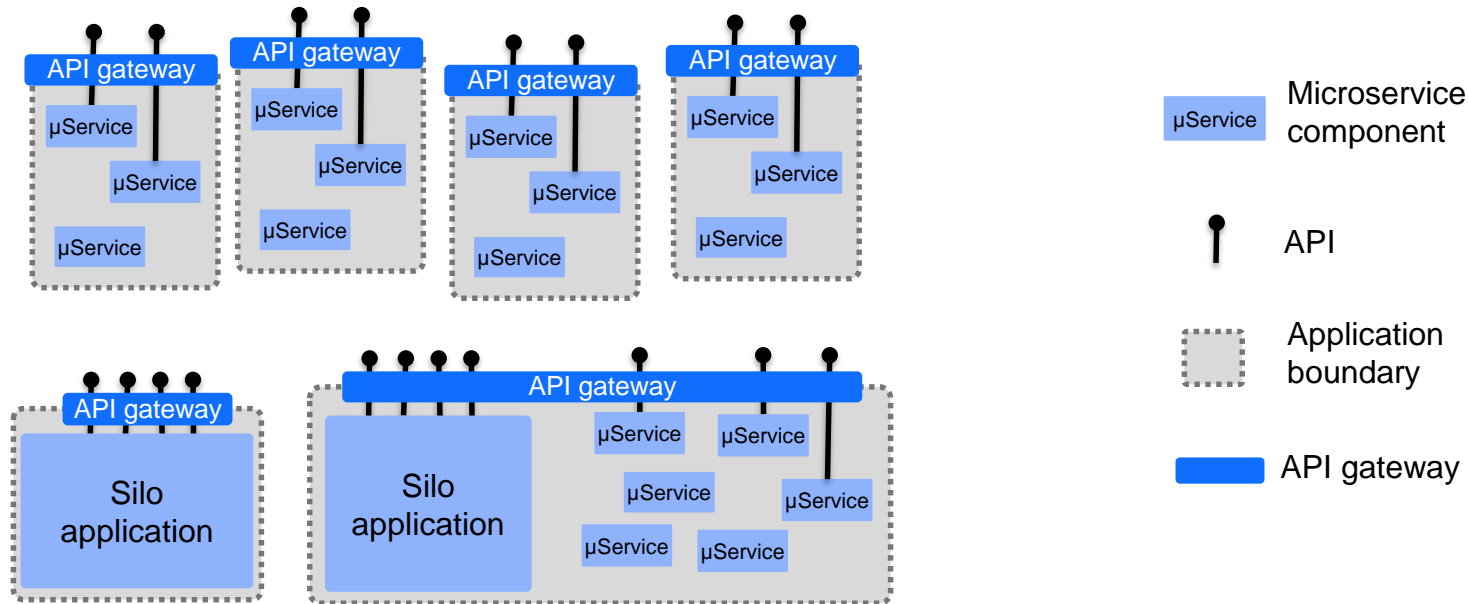 API gateway
µService
µService
µService
API gateway
µService
µService
µService
API gateway
µService
µService
µService
API gateway
µService
µService
µService
API gateway
Silo
application
API gateway
Silo
application
µService
µService
µService
µService
µService
µService
µService
Microservice
component
API
Application
boundary
API gateway